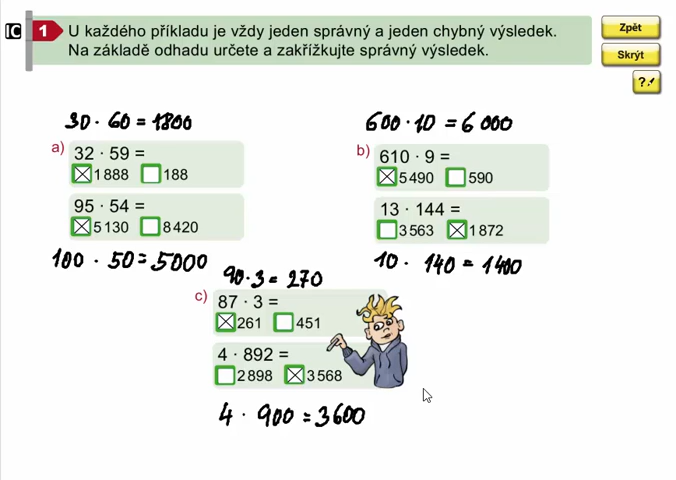 IC 1 U každého příkladu je vždy jeden správný a jeden chybný výsledek.
Na základě odhadu určete a zakřížkujte správný výsledek.
Zpět
Skrýt
?✓
30 · 60 = 1800
a) 32 · 59 =
1 888 188
95 · 54 =
5 130 8 420
100 · 50 = 5000
600 · 10 = 6 000
b) 610 · 9 =
5 490 590
13 · 144 =
3 563 1 872
10 · 140 = 1400
90 · 3 = 270
c) 87 · 3 =
261 451
4 · 892 =
2 898 3 568
4 · 900 = 3600